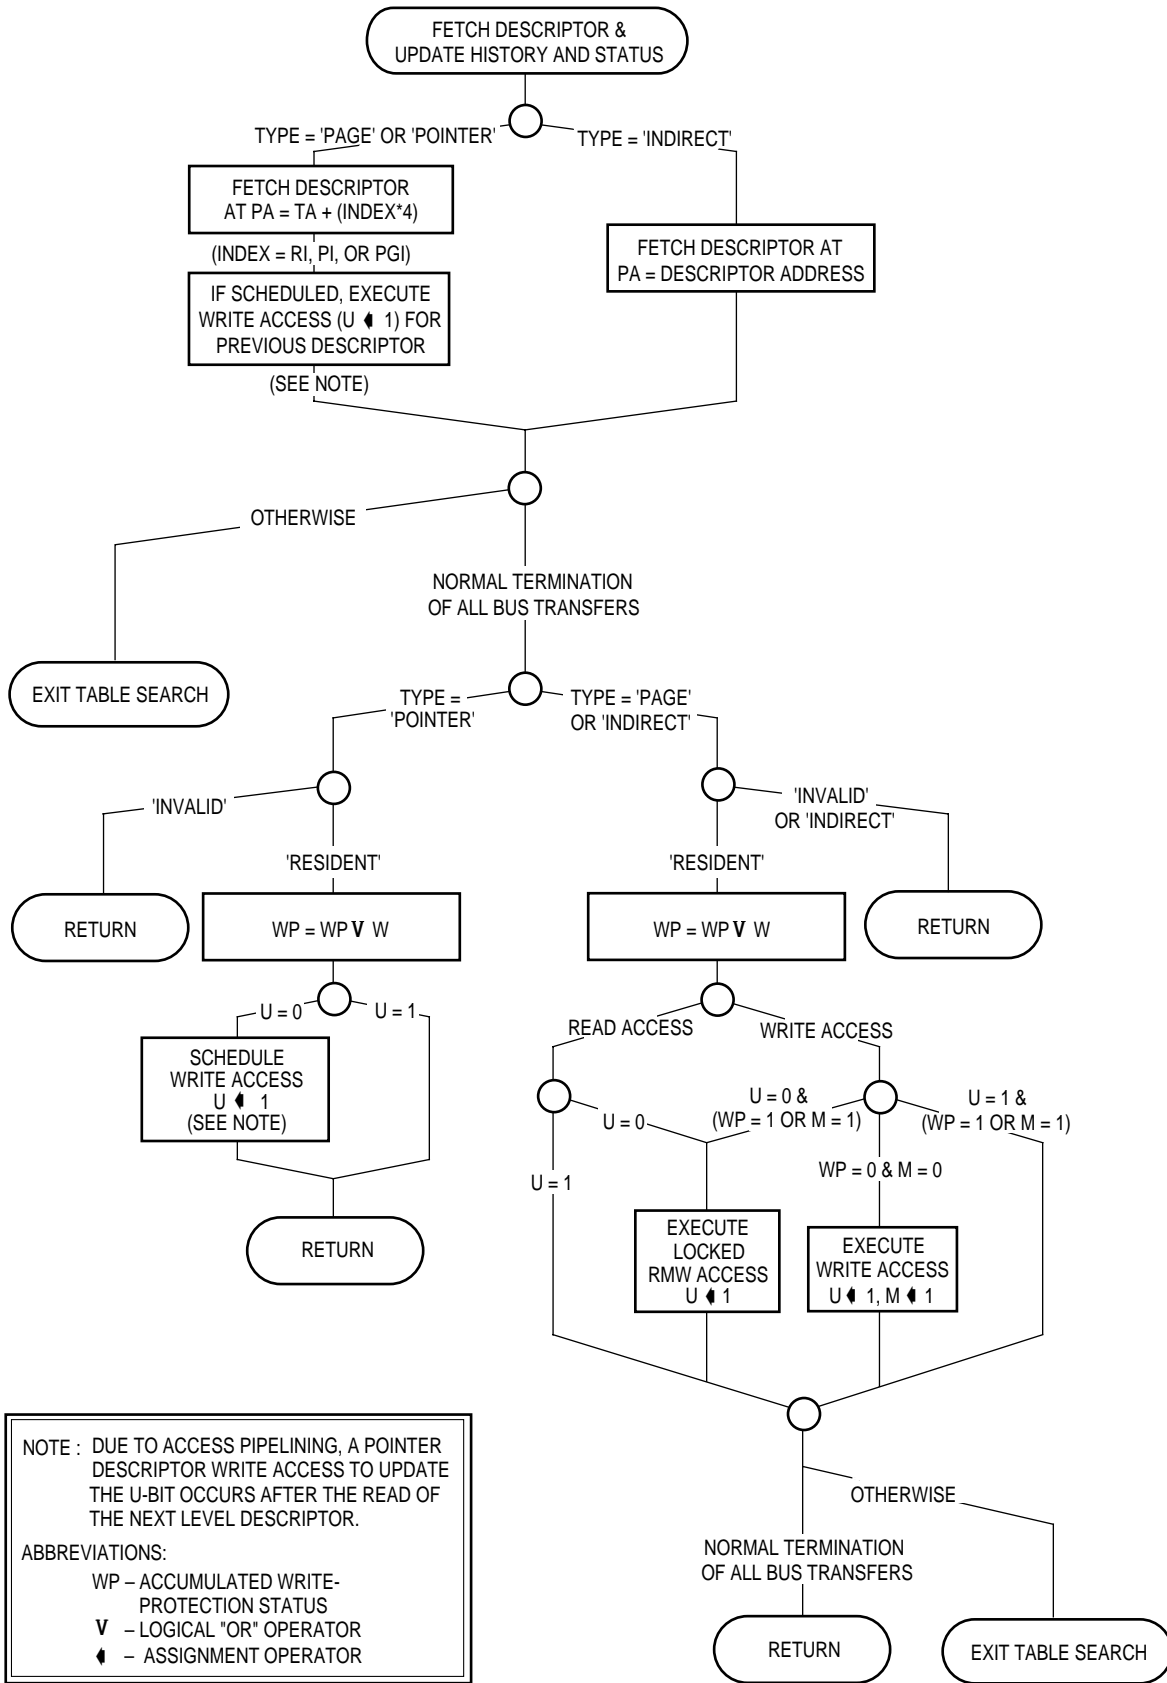 FETCH DESCRIPTOR &
UPDATE HISTORY AND STATUS
TYPE = 'PAGE' OR 'POINTER'
TYPE = 'INDIRECT'
FETCH DESCRIPTOR
AT PA = TA + (INDEX*4)
(INDEX = RI, PI, OR PGI)
IF SCHEDULED, EXECUTE
WRITE ACCESS (U ⬧ 1) FOR
PREVIOUS DESCRIPTOR
(SEE NOTE)
FETCH DESCRIPTOR AT
PA = DESCRIPTOR ADDRESS
OTHERWISE
NORMAL TERMINATION
OF ALL BUS TRANSFERS
EXIT TABLE SEARCH
TYPE =
'POINTER'
TYPE = 'PAGE'
OR 'INDIRECT'
'INVALID'
'RESIDENT'
RETURN
WP = WP V W
U = 0
U = 1
SCHEDULE
WRITE ACCESS
U ⬧ 1
(SEE NOTE)
RETURN
'INVALID'
OR 'INDIRECT'
'RESIDENT'
WP = WP V W
RETURN
READ ACCESS
WRITE ACCESS
U = 0
U = 0 &
(WP = 1 OR M = 1)
U = 1 &
(WP = 1 OR M = 1)
U = 1
WP = 0 & M = 0
EXECUTE
LOCKED
RMW ACCESS
U ⬧ 1
EXECUTE
WRITE ACCESS
U ⬧ 1, M ⬧ 1
OTHERWISE
NORMAL TERMINATION
OF ALL BUS TRANSFERS
RETURN
EXIT TABLE SEARCH
NOTE : DUE TO ACCESS PIPELINING, A POINTER
DESCRIPTOR WRITE ACCESS TO UPDATE
THE U-BIT OCCURS AFTER THE READ OF
THE NEXT LEVEL DESCRIPTOR.
ABBREVIATIONS:
WP – ACCUMULATED WRITE-
PROTECTION STATUS
V – LOGICAL "OR" OPERATOR
⬧ – ASSIGNMENT OPERATOR